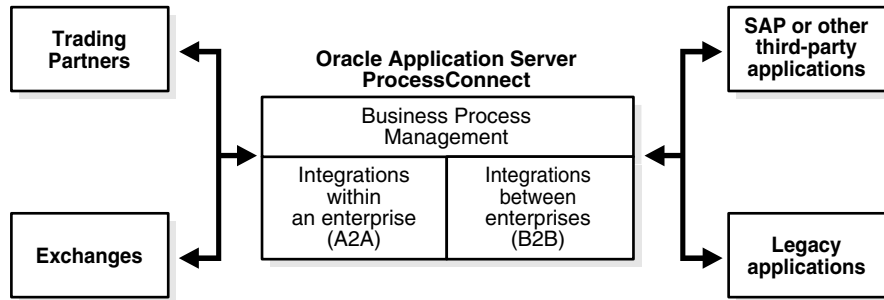 Trading
Partners
Exchanges
Oracle Application Server
ProcessConnect
Business Process
Management
Integrations
within
an enterprise
(A2A)
Integrations
between
enterprises
(B2B)
SAP or other
third-party
applications
Legacy
applications